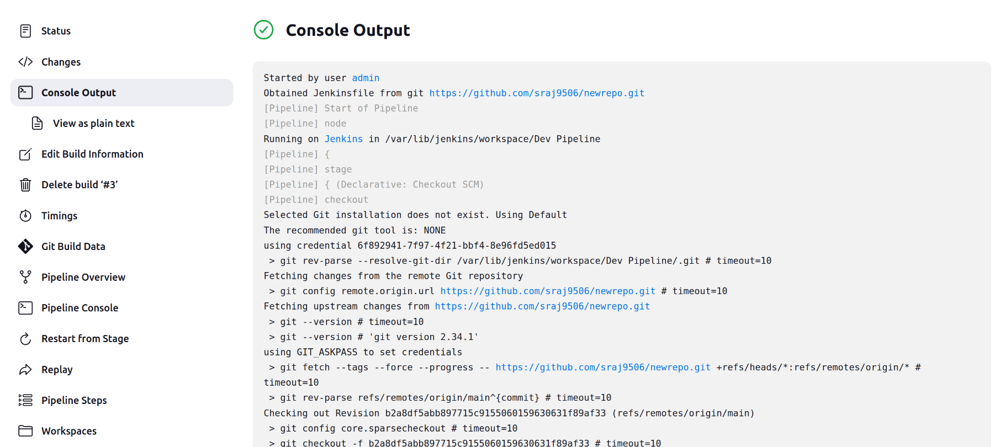 Status
Changes
Console Output
View as plain text
Edit Build Information
Delete build ‘#3’
Timings
Git Build Data
Pipeline Overview
Pipeline Console
Restart from Stage
Replay
Pipeline Steps
Workspaces
Console Output
Started by user admin
Obtained Jenkinsfile from git https://github.com/sraj9506/newrepo.git
[Pipeline] Start of Pipeline
[Pipeline] node
Running on Jenkins in /var/lib/jenkins/workspace/Dev Pipeline
[Pipeline] {
[Pipeline] stage
[Pipeline] { (Declarative: Checkout SCM)
[Pipeline] checkout
Selected Git installation does not exist. Using Default
The recommended git tool is: NONE
using credential 6f892941-7f97-4f21-bbf4-8e96fd5ed015
 > git rev-parse --resolve-git-dir /var/lib/jenkins/workspace/Dev Pipeline/.git # timeout=10
Fetching changes from the remote Git repository
 > git config remote.origin.url https://github.com/sraj9506/newrepo.git # timeout=10
Fetching upstream changes from https://github.com/sraj9506/newrepo.git
 > git --version # timeout=10
 > git --version # 'git version 2.34.1'
using GIT_ASKPASS to set credentials
 > git fetch --tags --force --progress -- https://github.com/sraj9506/newrepo.git +refs/heads/*:refs/remotes/origin/* #
timeout=10
 > git rev-parse refs/remotes/origin/main^{commit} # timeout=10
Checking out Revision b2a8df5abb897715c9155060159630631f89af33 (refs/remotes/origin/main)
 > git config core.sparsecheckout # timeout=10
 > git checkout -f b2a8df5abb897715c9155060159630631f89af33 # timeout=10